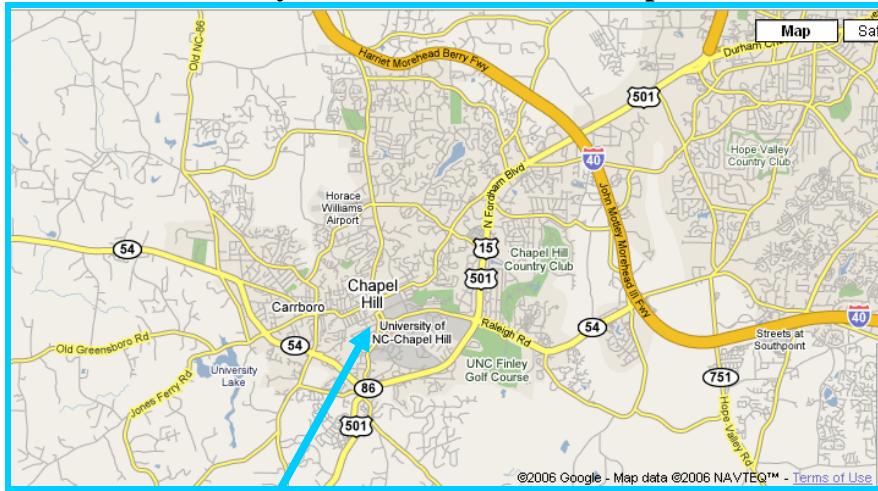 Map
Sat
Old NC-86
Harriet Morehead Berry Fwy
501
Hope Valley
Country Club
40
John Motley Morehead III Fwy
N Fordham Blvd
Horace
Williams
Airport
54
15
501
Chapel Hill
Country Club
Chapel
Hill
Carrboro
University of
NC-Chapel Hill
Raleigh Rd
54
40
Streets at
Southpoint
Old Greensboro Rd
54
University
Lake
UNC Finley
Golf Course
86
751
Jones Ferry Rd
Hope Valley Rd
501
©2006 Google - Map data ©2006 NAVTEQ™ - Terms of Use